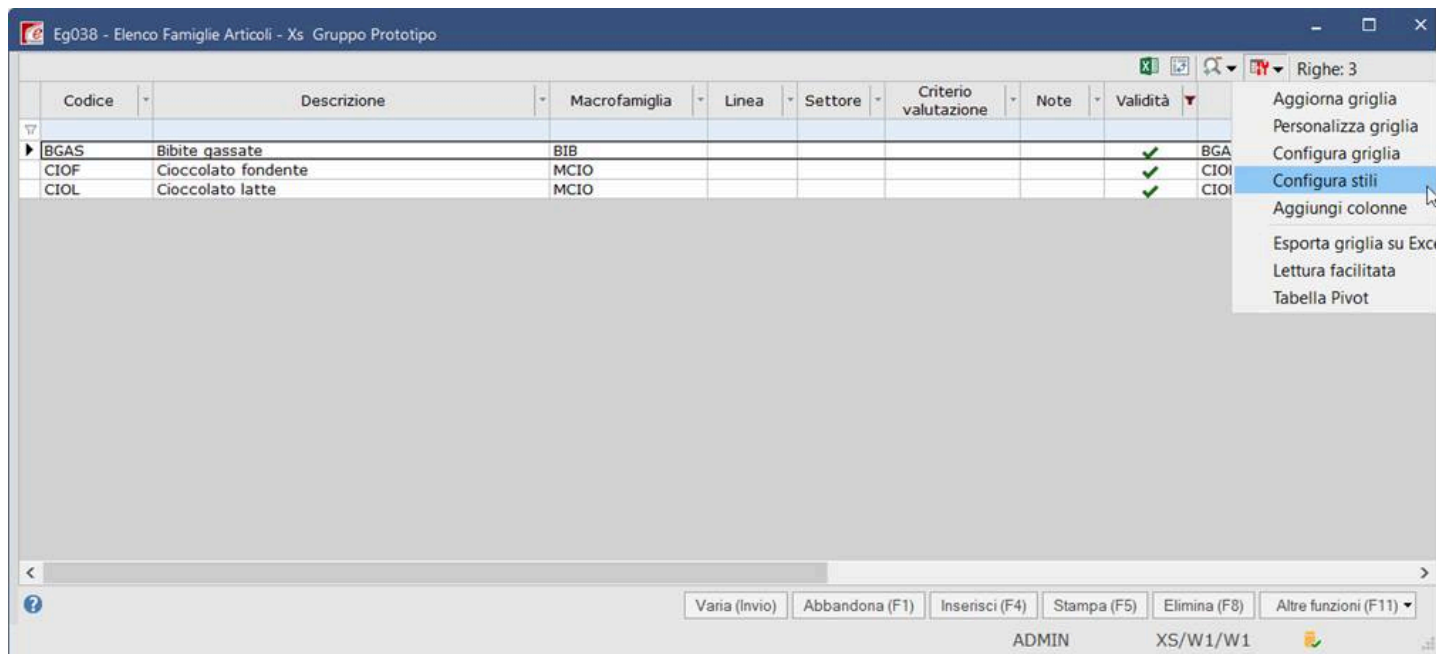 Eg038 - Elenco Famiglie Articoli - Xs Gruppo Prototipo
Righe: 3
Codice Descrizione Macrofamiglia Linea Settore Criterio valutazione Note Validità
BGAS Bibite gassate BIB BGA
CIOF Cioccolato fondente MCIO
CIOL Cioccolato latte MCIO
Aggiorna griglia
Personalizza griglia
Configura griglia
Configura stili
Aggiungi colonne
Esporta griglia su Exce
Lettura facilitata
Tabella Pivot
Varia (Invio) Abbandona (F1) Inserisci (F4) Stampa (F5) Elimina (F8) Altre funzioni (F11)
ADMIN XS/W1/W1